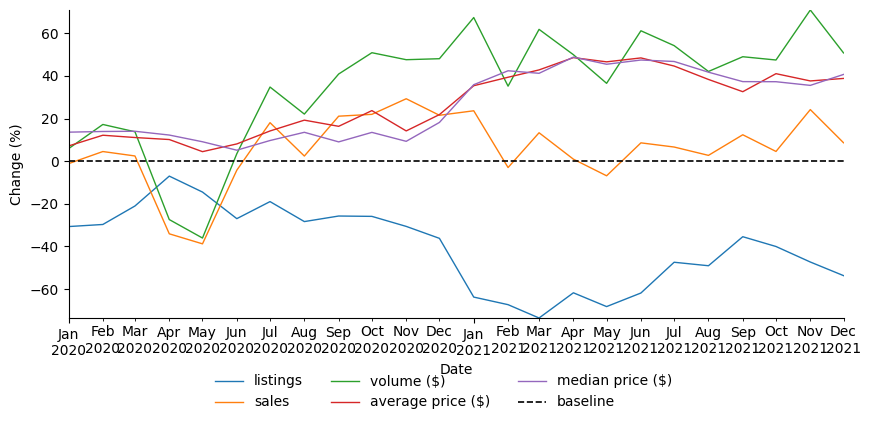 60
40
20
0
−20
−40
−60
Change (%)
Jan Feb Mar Apr May Jun Jul Aug Sep Oct Nov Dec Jan Feb Mar Apr May Jun Jul Aug Sep Oct Nov Dec
2020 2020 2020 2020 2020 2020 2020 2020 2020 2020 2020 2020 2021 2021 2021 2021 2021 2021 2021 2021 2021 2021 2021 2021
Date
listings volume ($) median price ($)
sales average price ($) baseline